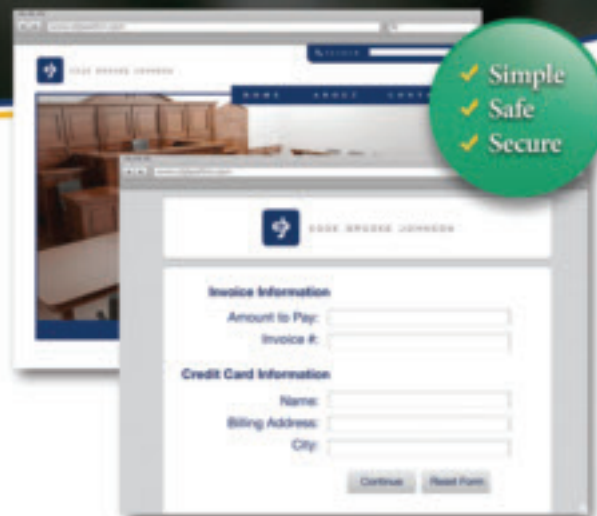 HOME ABOUT
Simple
Safe
Secure
JOHNSON
Invoice Information
Amount to Pay:
Invoice #:
Credit Card Information
Name:
Billing Address:
City:
Continue Reset Form